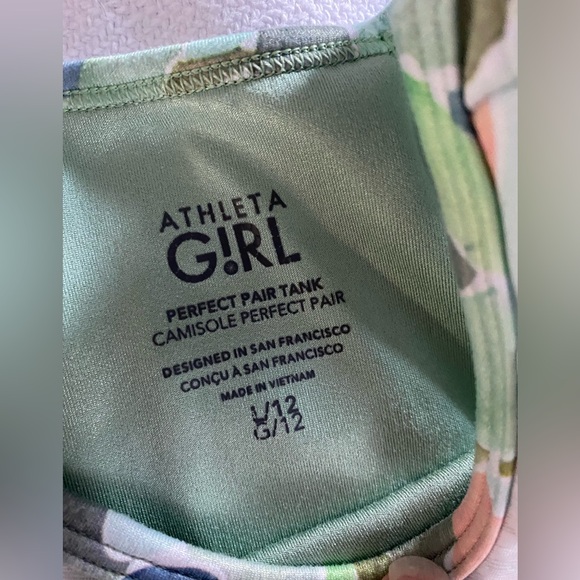 ATHLETA
G!RL
PERFECT PAIR TANK
CAMISOLE PERFECT PAIR
DESIGNED IN SAN FRANCISCO
CONÇU À SAN FRANCISCO
MADE IN VIETNAM
L/12
G/12